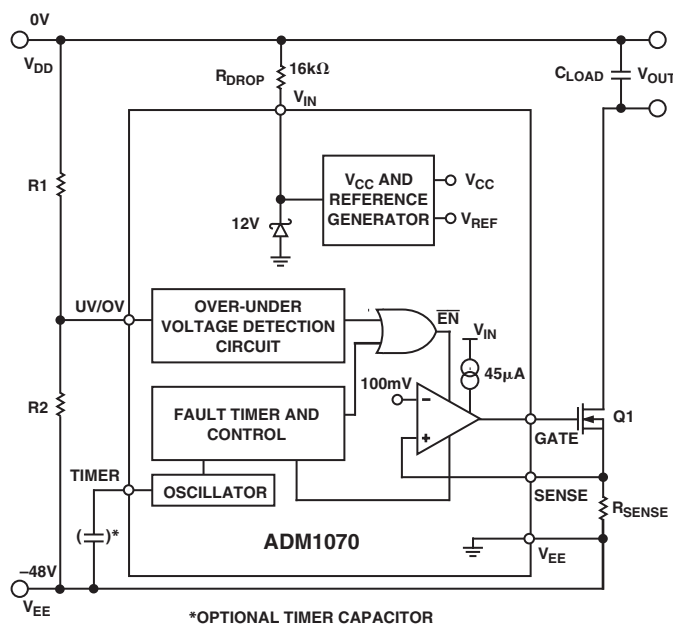 0V
VDD
RDROP
16kΩ
VIN
CLOAD
VOUT
R1
12V
VCC AND
REFERENCE
GENERATOR
VCC
VREF
UV/OV
OVER-UNDER
VOLTAGE DETECTION
CIRCUIT
EN
VIN
45µA
100mV
–
+
R2
FAULT TIMER AND
CONTROL
GATE
Q1
TIMER
OSCILLATOR
SENSE
RSENSE
( )*
ADM1070
VEE
–48V
VEE
*OPTIONAL TIMER CAPACITOR